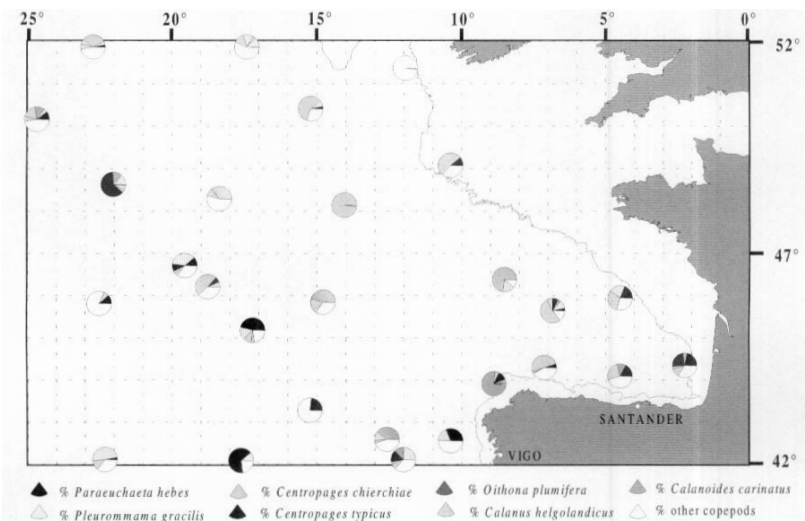 25° 20° 15° 10° 5° 0°
52°
47°
SANTANDER
VIGO
42°
% Paraeuchaeta hebes % Centropages chierchiae % Oithona plumifera % Calanoides carinatus
% Pleurommama gracilis % Centropages typicus % Calanus helgolandicus % other copepods